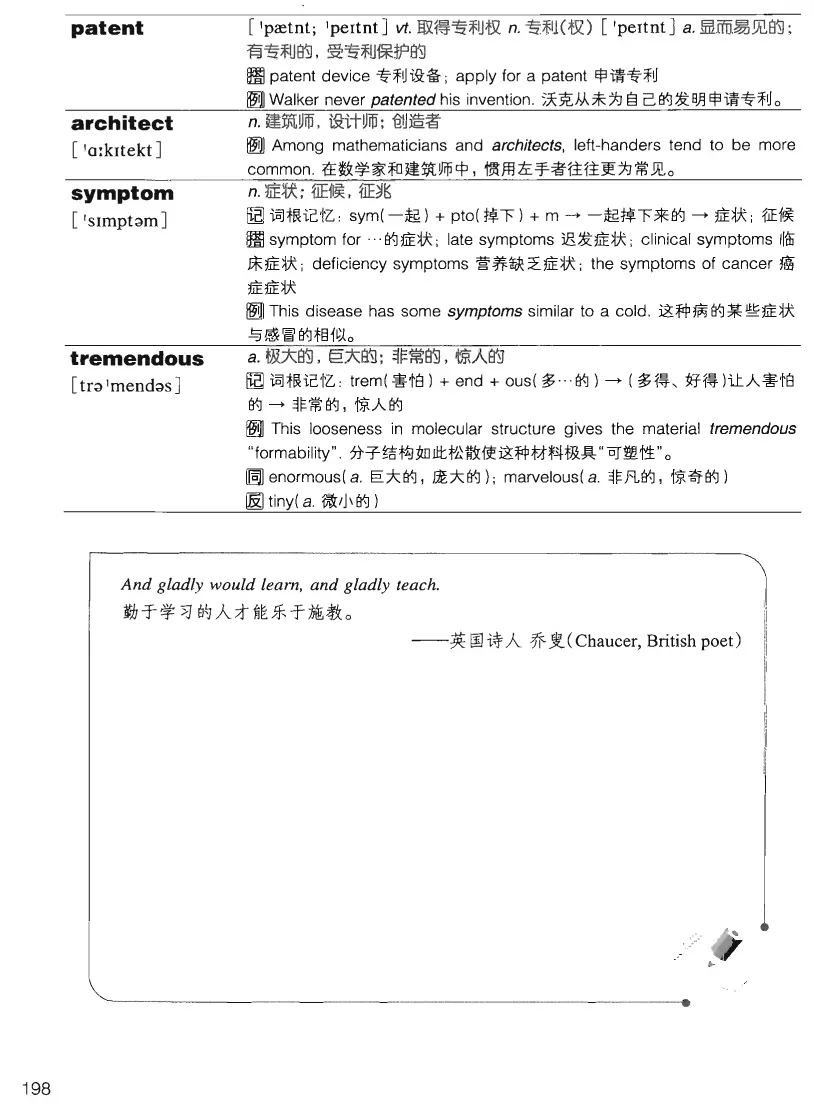 patent [ ˈpætnt; ˈpeɪtnt ] vt. 取得专利权 n. 专利(权) [ ˈpeɪtnt ] a. 显而易见的;
有专利的, 受专利保护的
搭 patent device 专利设备; apply for a patent 申请专利
例 Walker never patented his invention. 沃克从未为自己的发明申请专利。
architect n. 建筑师, 设计师; 创造者
[ ˈɑːkɪtekt ] 例 Among mathematicians and architects, left-handers tend to be more
common. 在数学家和建筑师中, 惯用左手者往往更为常见。
symptom n. 症状; 征候, 征兆
[ ˈsɪmptəm ] 记 词根记忆: sym(一起) + pto(掉下) + m → 一起掉下来的 → 症状; 征候
搭 symptom for …的症状; late symptoms 迟发症状; clinical symptoms 临
床症状; deficiency symptoms 营养缺乏症状; the symptoms of cancer 癌
症症状
例 This disease has some symptoms similar to a cold. 这种病的某些症状
与感冒的相似。
tremendous a. 极大的, 巨大的; 非常的, 惊人的
[ trəˈmendəs ] 记 词根记忆: trem(害怕) + end + ous(多…的) → (多得、好得)让人害怕
的 → 非常的, 惊人的
例 This looseness in molecular structure gives the material tremendous
“formability”. 分子结构如此松散使这种材料极具“可塑性”。
同 enormous(a. 巨大的, 庞大的); marvelous(a. 非凡的, 惊奇的)
反 tiny(a. 微小的)
And gladly would learn, and gladly teach.
勤于学习的人才能乐于施教。
——英国诗人 乔叟(Chaucer, British poet)
198